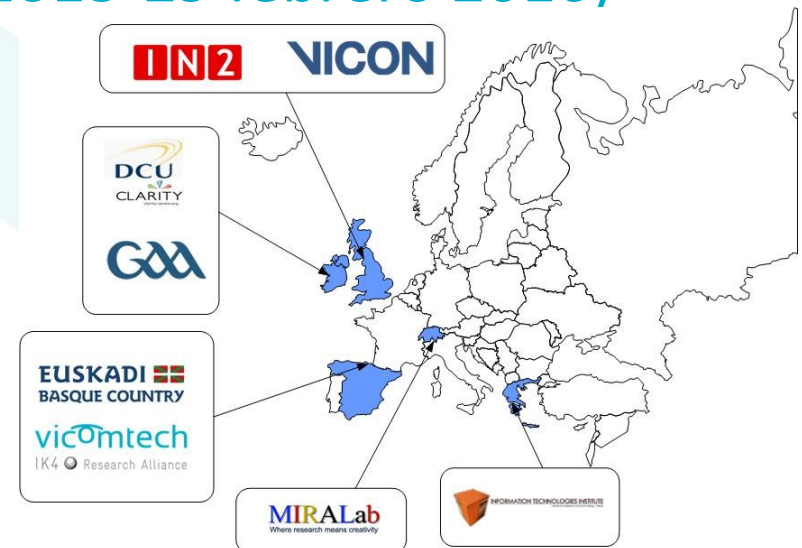 IN2 VICON
DCU
CLARITY
GAA
EUSKADI
BASQUE COUNTRY
vicomtech
IK4 Research Alliance
MIRALab
Where research means creativity
INFORMATION TECHNOLOGIES INSTITUTE